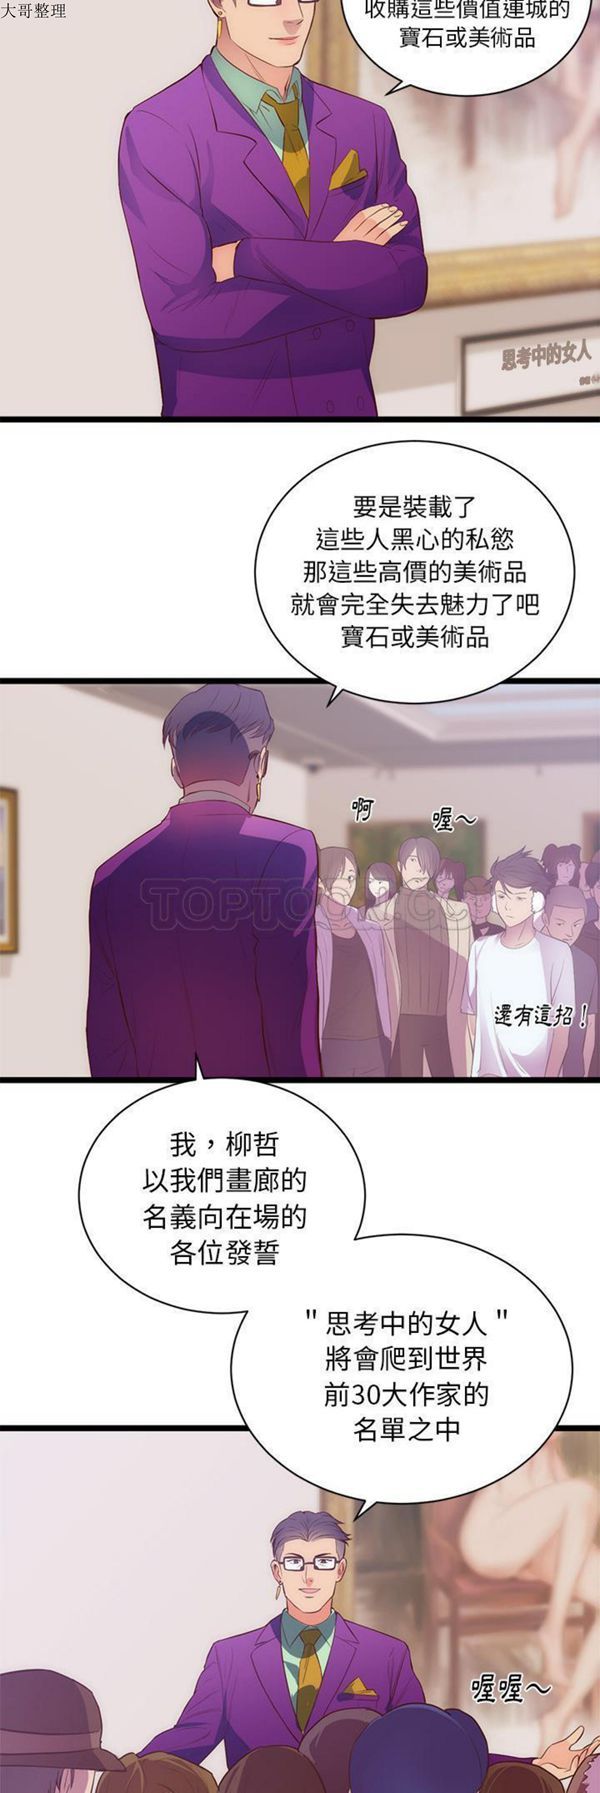 大哥整理
收購這些價值連城的
寶石或美術品
思考中的女人
要是裝載了
這些人黑心的私慾
那這些高價的美術品
就會完全失去魅力了吧
寶石或美術品
啊
喔～
還有這招！
我，柳哲
以我們畫廊的
名義向在場的
各位發誓
"思考中的女人"
將會爬到世界
前30大作家的
名單之中
喔喔～